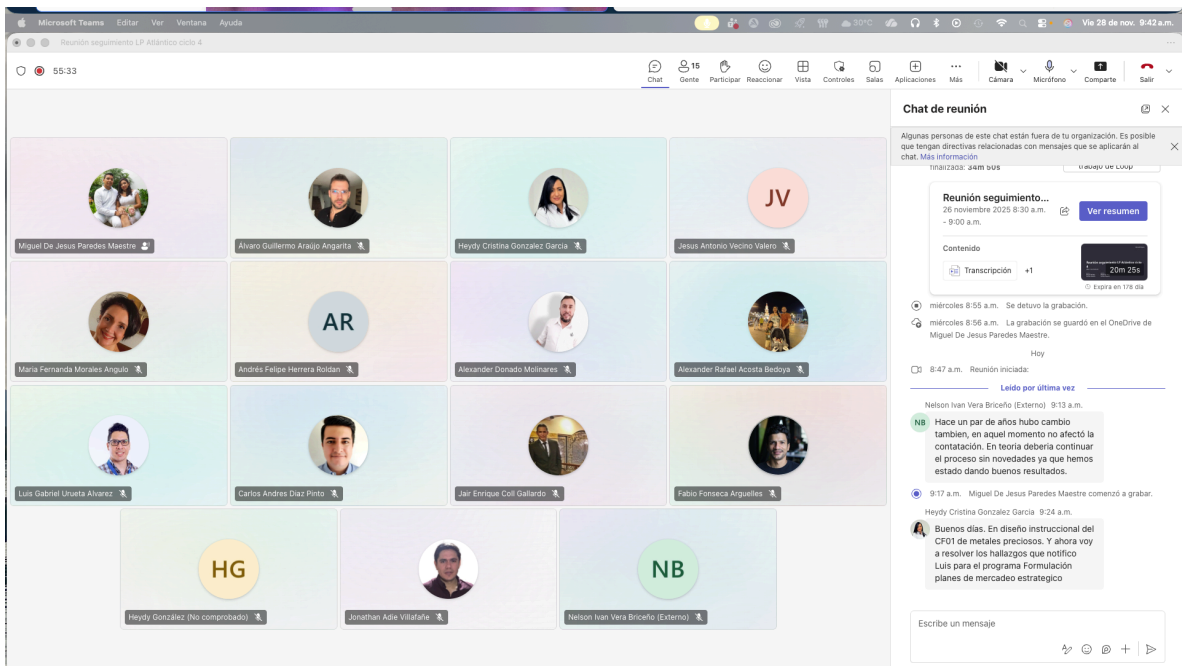 Microsoft Teams Editar Ver Ventana Ayuda
30°C
Vie 28 de nov. 9:42 a.m.
Reunión seguimiento LP Atlántico ciclo 4
55:33
Chat
15
Gente
Participar
Reaccionar
Vista
Controles
Salas
Aplicaciones
Más
Cámara
Micrófono
Comparte
Salir
Miguel De Jesus Paredes Maestre
Álvaro Guillermo Araújo Angarita
Heydy Cristina Gonzalez Garcia
JV
Jesus Antonio Vecino Valero
Maria Fernanda Morales Angulo
AR
Andrés Felipe Herrera Roldan
Alexander Donado Molinares
Alexander Rafael Acosta Bedoya
Luis Gabriel Urueta Alvarez
Carlos Andres Diaz Pinto
Jair Enrique Coll Gallardo
Fabio Fonseca Arguelles
HG
Heydy González (No comprobado)
Jonathan Adie Villafañe
NB
Nelson Ivan Vera Briceño (Externo)
Chat de reunión
Algunas personas de este chat están fuera de tu organización. Es posible
que tengan directivas relacionadas con mensajes que se aplicarán al
chat. Más información
finalizada: 34m 50s
trabajo de Loop
Reunión seguimiento...
26 noviembre 2025 8:30 a.m.
- 9:00 a.m.
Ver resumen
Contenido
Transcripción +1
20m 25s
Expira en 176 día
miércoles 8:55 a.m. Se detuvo la grabación.
miércoles 8:56 a.m. La grabación se guardó en el OneDrive de
Miguel De Jesus Paredes Maestre.
Hoy
8:47 a.m. Reunión iniciada:
Leído por última vez
Nelson Ivan Vera Briceño (Externo) 9:13 a.m.
NB
Hace un par de años hubo cambio
tambien, en aquel momento no afectó la
contatación. En teoria deberia continuar
el proceso sin novedades ya que hemos
estado dando buenos resultados.
9:17 a.m. Miguel De Jesus Paredes Maestre comenzó a grabar.
Heydy Cristina Gonzalez Garcia 9:24 a.m.
Buenos días. En diseño instruccional del
CF01 de metales preciosos. Y ahora voy
a resolver los hallazgos que notifico
Luis para el programa Formulación
planes de mercadeo estrategico
Escribe un mensaje